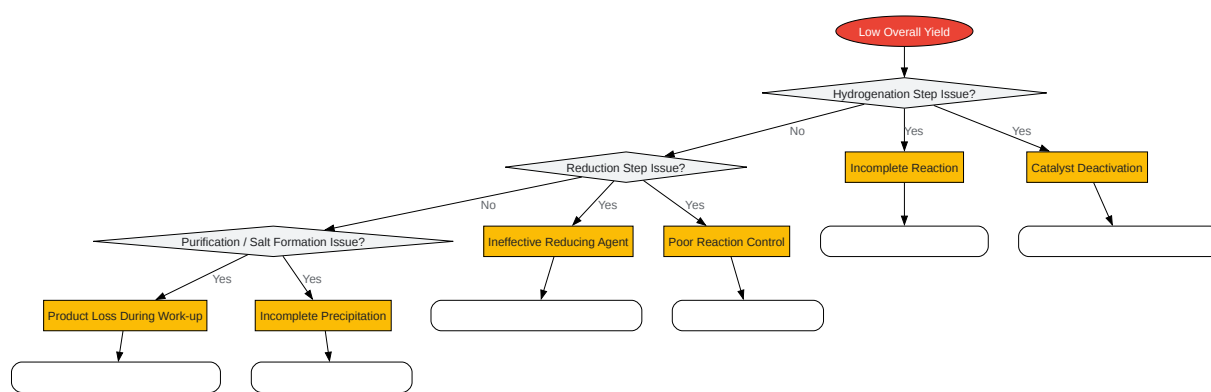 Low Overall Yield
Hydrogenation Step Issue?
No
Yes
Yes
Reduction Step Issue?
Incomplete Reaction
Catalyst Deactivation
No
Yes
Yes
Purification / Salt Formation Issue?
Ineffective Reducing Agent
Poor Reaction Control
Yes
Yes
Product Loss During Work-up
Incomplete Precipitation